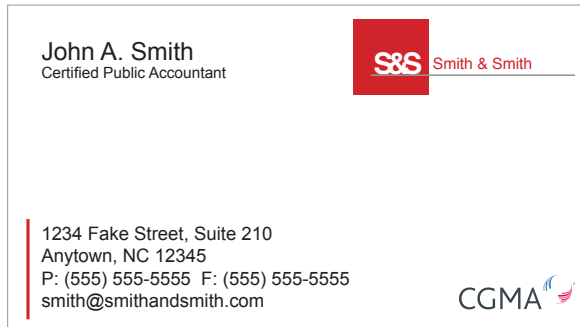 John A. Smith
Certified Public Accountant
S&S
Smith & Smith
1234 Fake Street, Suite 210
Anytown, NC 12345
P: (555) 555-5555 F: (555) 555-5555
smith@smithandsmith.com
CGMA